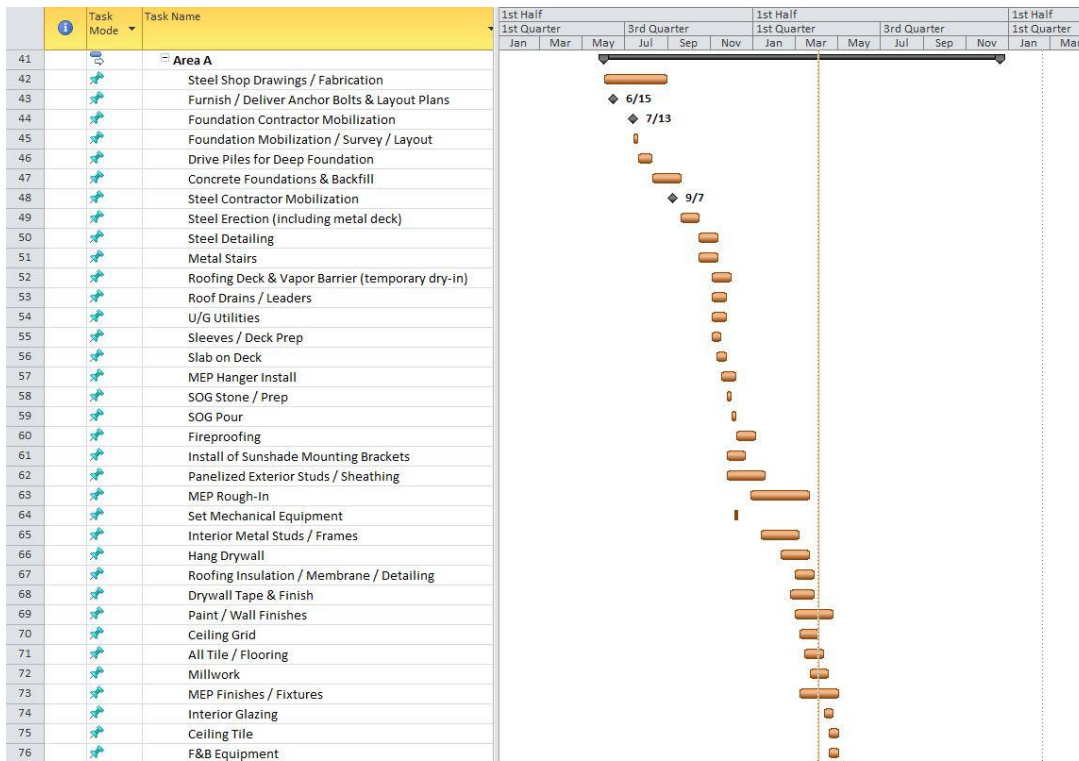 Task Mode Task Name 1st Half 1st Half 1st Half
1st Quarter 3rd Quarter 1st Quarter 3rd Quarter 1st Quarter
Jan Mar May Jul Sep Nov Jan Mar May Jul Sep Nov Jan Mar
41 Area A
42 Steel Shop Drawings / Fabrication
43 Furnish / Deliver Anchor Bolts & Layout Plans 6/15
44 Foundation Contractor Mobilization 7/13
45 Foundation Mobilization / Survey / Layout
46 Drive Piles for Deep Foundation
47 Concrete Foundations & Backfill
48 Steel Contractor Mobilization 9/7
49 Steel Erection (including metal deck)
50 Steel Detailing
51 Metal Stairs
52 Roofing Deck & Vapor Barrier (temporary dry-in)
53 Roof Drains / Leaders
54 U/G Utilities
55 Sleeves / Deck Prep
56 Slab on Deck
57 MEP Hanger Install
58 SOG Stone / Prep
59 SOG Pour
60 Fireproofing
61 Install of Sunshade Mounting Brackets
62 Panelized Exterior Studs / Sheathing
63 MEP Rough-In
64 Set Mechanical Equipment
65 Interior Metal Studs / Frames
66 Hang Drywall
67 Roofing Insulation / Membrane / Detailing
68 Drywall Tape & Finish
69 Paint / Wall Finishes
70 Ceiling Grid
71 All Tile / Flooring
72 Millwork
73 MEP Finishes / Fixtures
74 Interior Glazing
75 Ceiling Tile
76 F&B Equipment